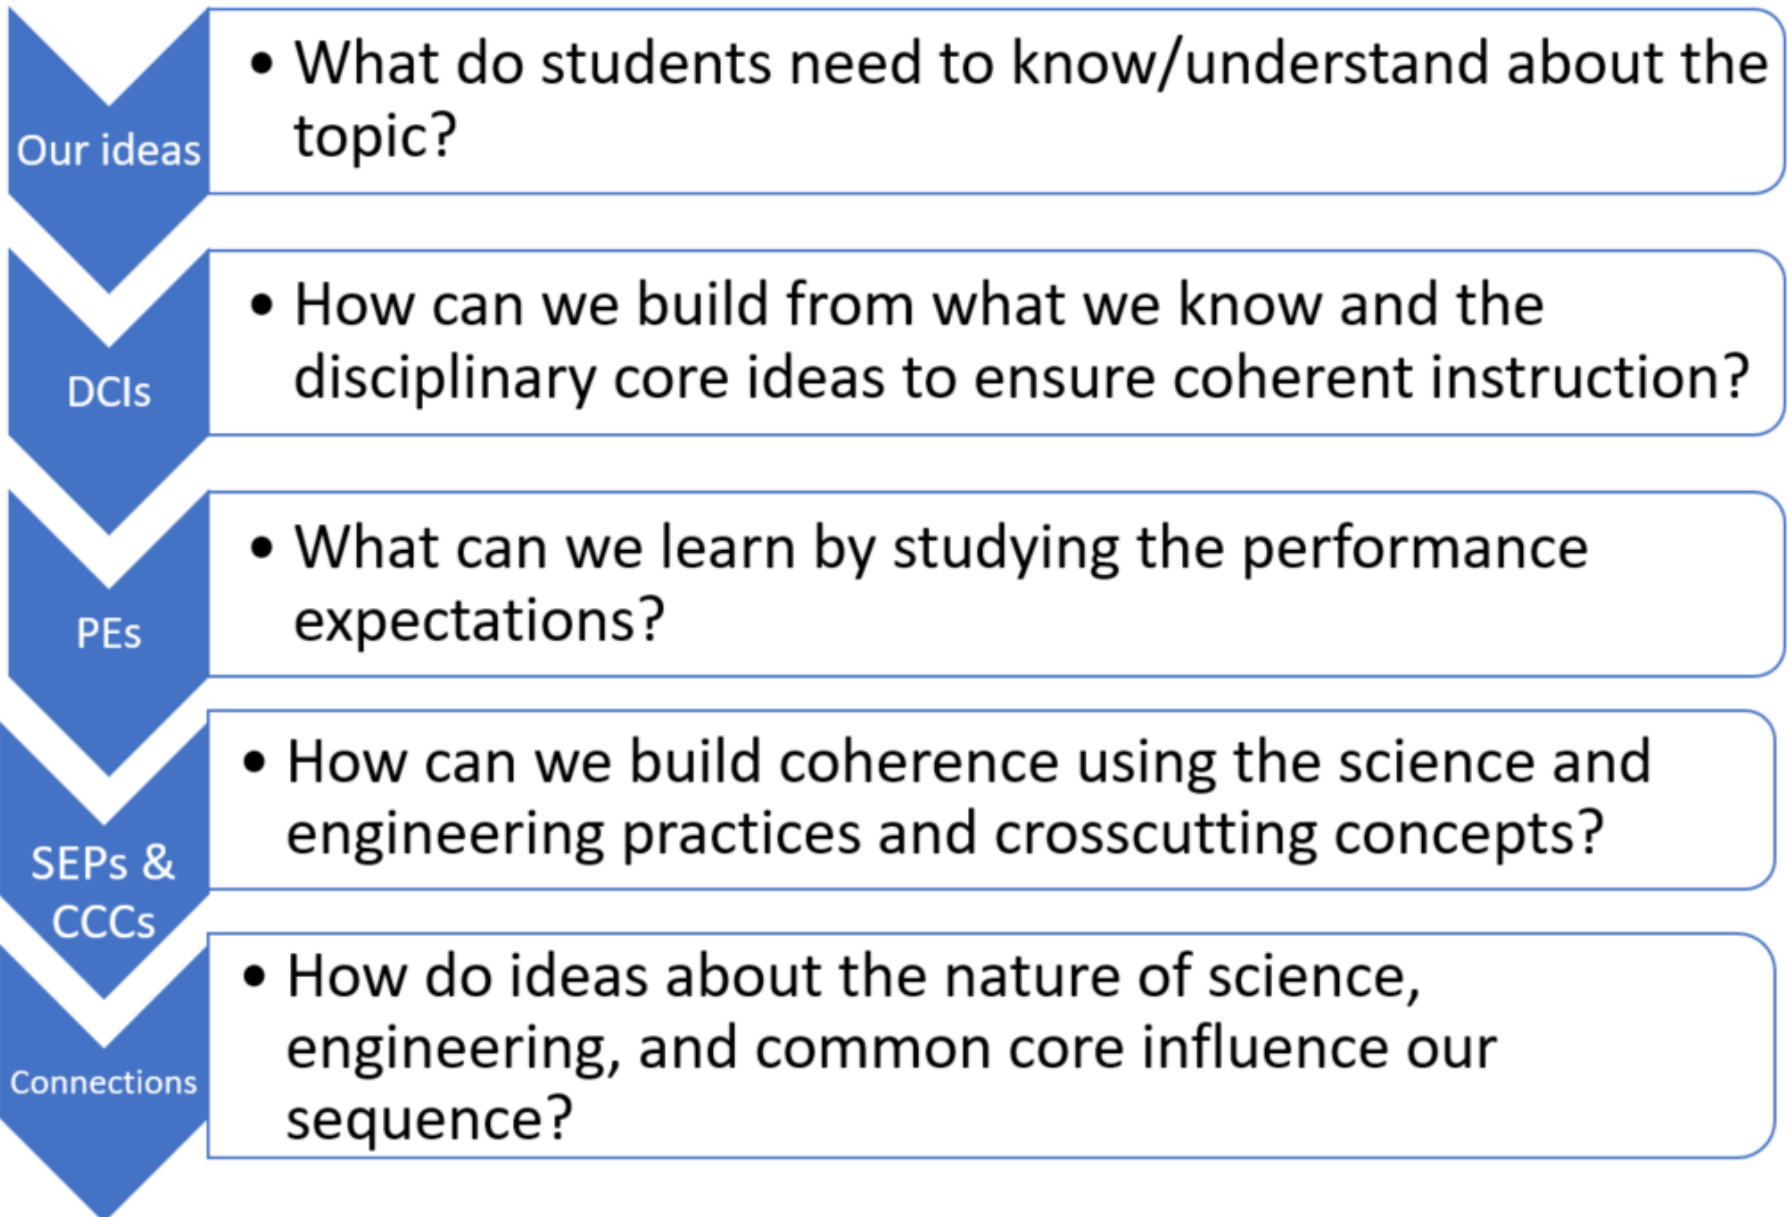 Our ideas
• What do students need to know/understand about the
topic?
DCIs
• How can we build from what we know and the
disciplinary core ideas to ensure coherent instruction?
PEs
• What can we learn by studying the performance
expectations?
SEPs &
CCCs
• How can we build coherence using the science and
engineering practices and crosscutting concepts?
Connections
• How do ideas about the nature of science,
engineering, and common core influence our
sequence?